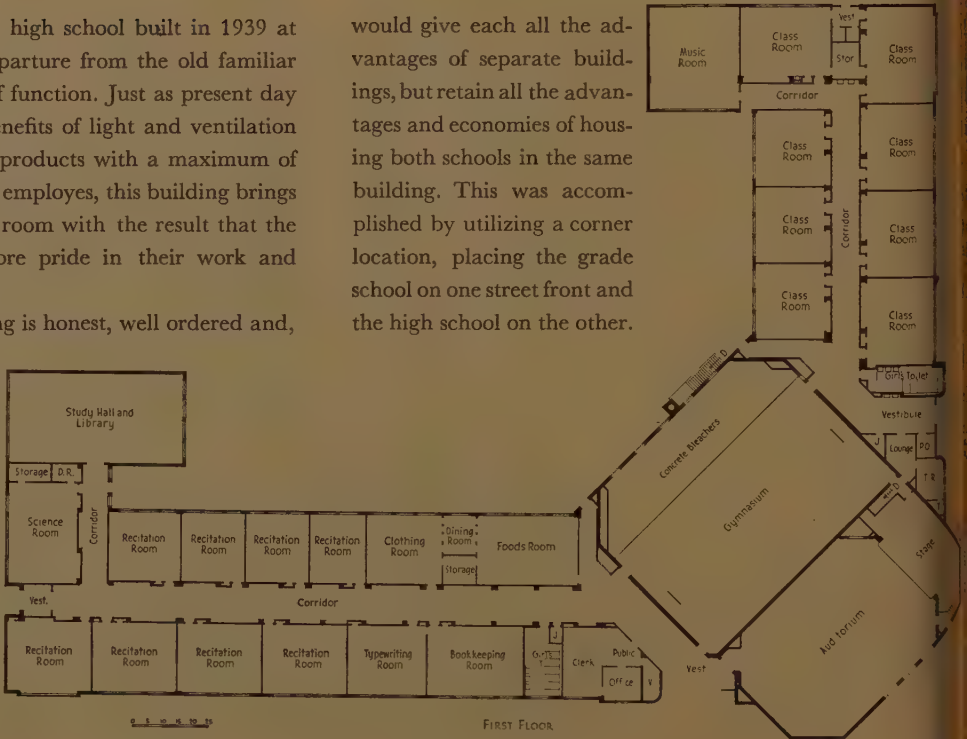 high school built in 1939 at
parture from the old familiar
f function. Just as present day
enefits of light and ventilation
products with a maximum of
employes, this building brings
room with the result that the
ore pride in their work and
ng is honest, well ordered and,
would give each all the ad-
vantages of separate build-
ings, but retain all the advan-
tages and economies of hous-
ing both schools in the same
building. This was accom-
plished by utilizing a corner
location, placing the grade
school on one street front and
the high school on the other.
Music
Room
Class
Room
Vest
Stor
Class
Room
Corridor
Class
Room
Class
Room
Class
Room
Corridor
Class
Room
Class
Room
Class
Room
Girls Toilet
Vestibule
J
Lounge
P.O
T.R
D
Concrete Bleachers
Gymnasium
D
Stage
Auditorium
Study Hall and
Library
Storage
D.R.
Science
Room
Corridor
Recitation
Room
Recitation
Room
Recitation
Room
Recitation
Room
Clothing
Room
Dining
Room
Storage
Foods Room
Vest.
Corridor
Recitation
Room
Recitation
Room
Recitation
Room
Recitation
Room
Typewriting
Room
Bookkeeping
Room
J
Girls
T
Clerk
Public
Office
V
Vest
0 5 10 15 20 25
FIRST FLOOR